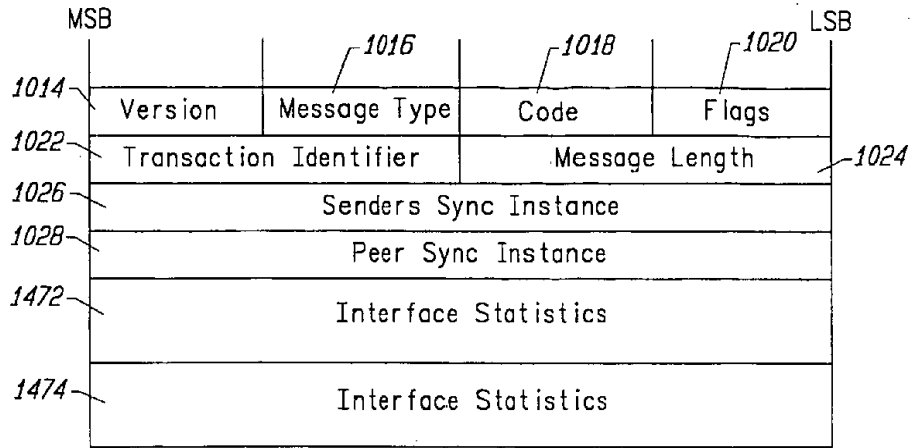 MSB LSB
1016 1018 1020
1014 Version Message Type Code Flags
1022 Transaction Identifier Message Length 1024
1026 Senders Sync Instance
1028 Peer Sync Instance
1472 Interface Statistics
1474 Interface Statistics